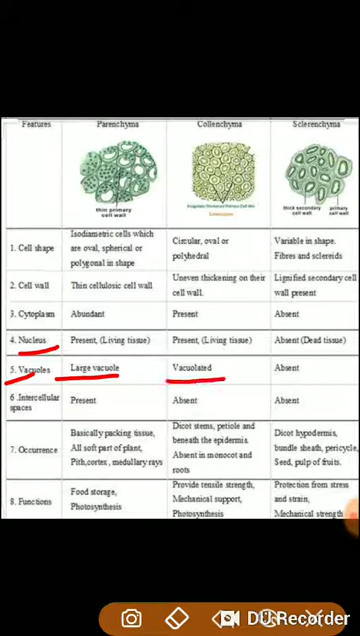 Features Parenchyma Collenchyma Sclerenchyma
thin primary
cell wall
thick secondary
cell wall
primary
cell wall
1. Cell shape
Isodiametric cells which
are oval, spherical or
polygonal in shape
Circular, oval or
polyhedral
Variable in shape.
Fibres and sclereids
2. Cell wall
Thin cellulosic cell wall
Uneven thickening on their
cell wall.
Lignified secondary cell
wall present
3. Cytoplasm Abundant Present Absent
4. Nucleus Present, (Living tissue) Present, (Living tissue) Absent (Dead tissue)
5. Vacuoles Large vacuole Vacuolated Absent
6 .Intercellular
spaces
Present Absent Absent
7. Occurrence
Basically packing tissue,
All soft part of plant,
Pith,cortex , medullary rays
Dicot stems, petiole and
beneath the epidermis.
Absent in monocot and
roots
Dicot hypodermis,
bundle sheath, pericycle,
Seed, pulp of fruits.
8. Functions
Food storage,
Photosynthesis
Provide tensile strength,
Mechanical support,
Photosynthesis
Protection from stress
and strain,
Mechanical strength
DU Recorder